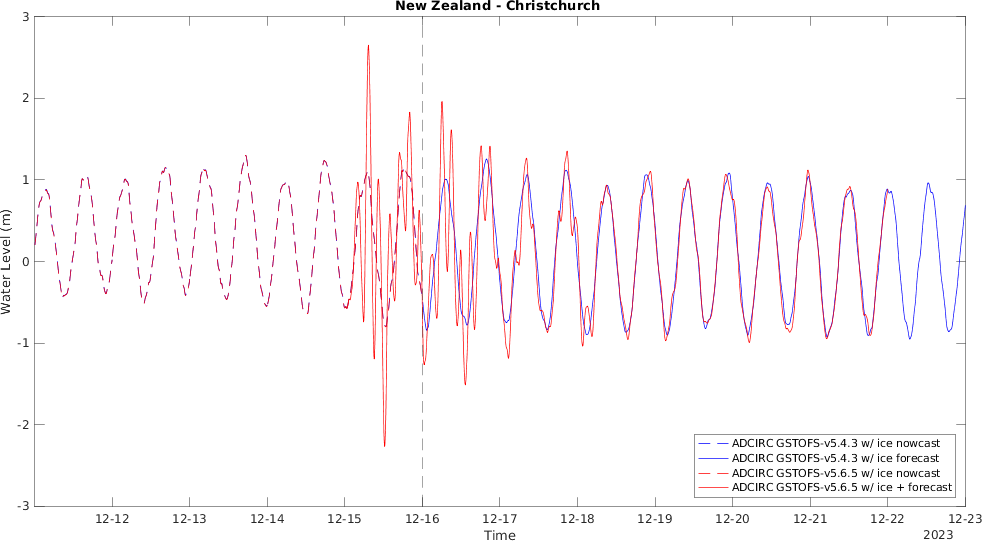 New Zealand - Christchurch
3
2
1
0
-1
-2
-3
Water Level (m)
12-12
12-13
12-14
12-15
12-16
12-17
12-18
12-19
12-20
12-21
12-22
12-23
Time
2023
ADCIRC GSTOFS-v5.4.3 w/ ice nowcast
ADCIRC GSTOFS-v5.4.3 w/ ice forecast
ADCIRC GSTOFS-v5.6.5 w/ ice nowcast
ADCIRC GSTOFS-v5.6.5 w/ ice + forecast